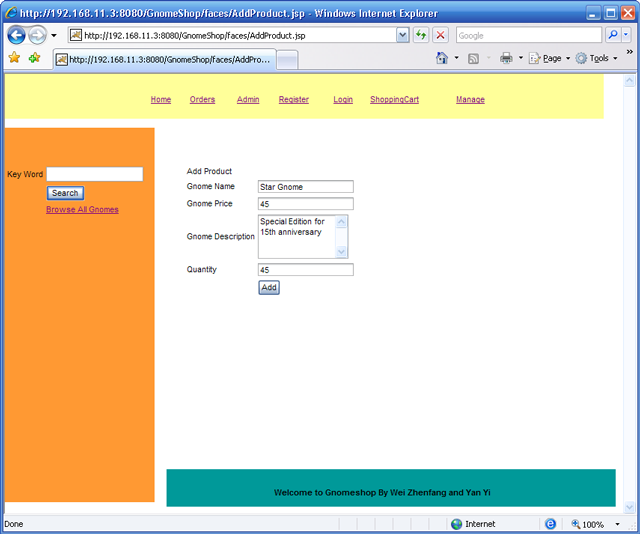 http://192.168.11.3:8080/GnomeShop/faces/AddProduct.jsp - Windows Internet Explorer
http://192.168.11.3:8080/GnomeShop/faces/AddProduct.jsp
Google
http://192.168.11.3:8080/GnomeShop/faces/AddPro...
Page
Tools
Home Orders Admin Register Login ShoppingCart Manage
Key Word
Search
Browse All Gnomes
Add Product
Gnome Name Star Gnome
Gnome Price 45
Gnome Description Special Edition for
15th anniversary
Quantity 45
Add
Welcome to Gnomeshop By Wei Zhenfang and Yan Yi
Done Internet 100%